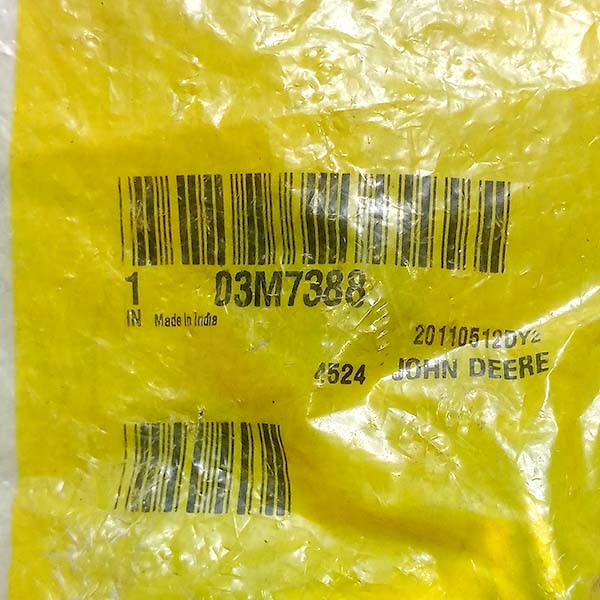 1 03M7388
IN Made In India
20110512DY2
4524 JOHN DEERE